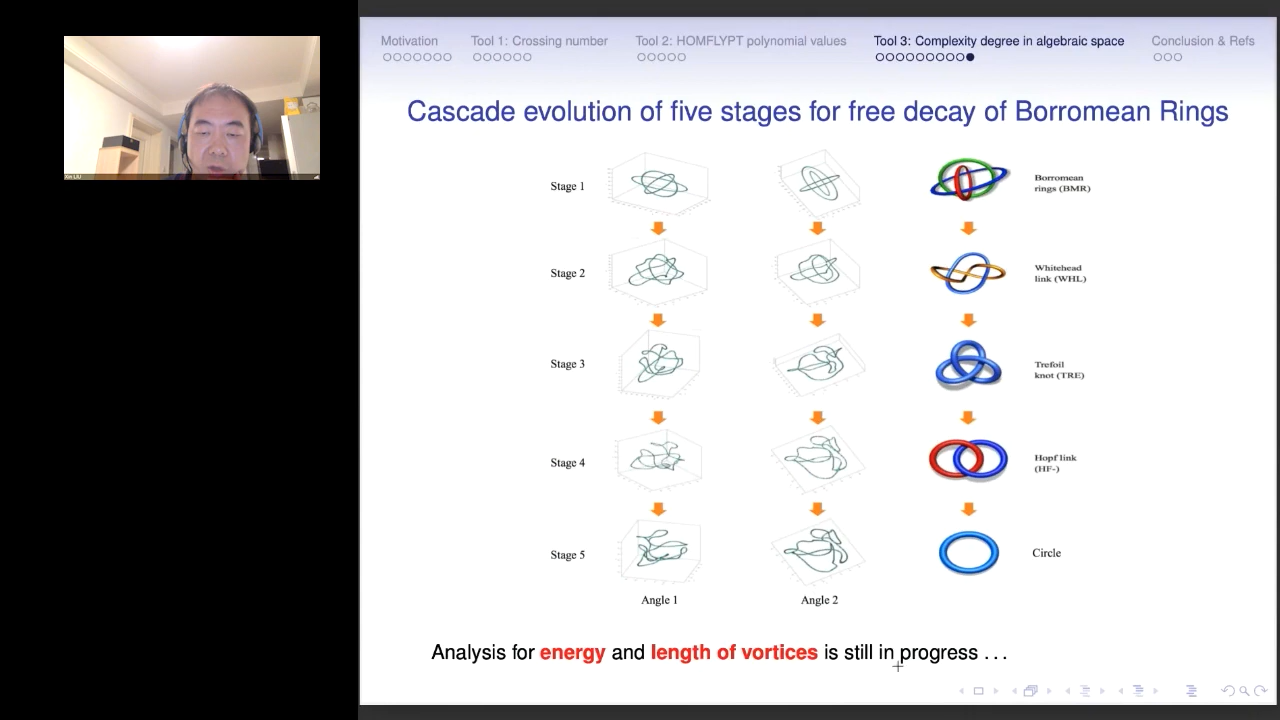 Motivation
Tool 1: Crossing number
Tool 2: HOMFLYPT polynomial values
Tool 3: Complexity degree in algebraic space
Conclusion & Refs
Cascade evolution of five stages for free decay of Borromean Rings
Stage 1
Borromean
rings (BMR)
Stage 2
Whitehead
link (WHL)
Stage 3
Trefoil
knot (TRE)
Stage 4
Hopf link
(HF-)
Stage 5
Circle
Angle 1
Angle 2
Analysis for energy and length of vortices is still in progress . . .
Xin LIU